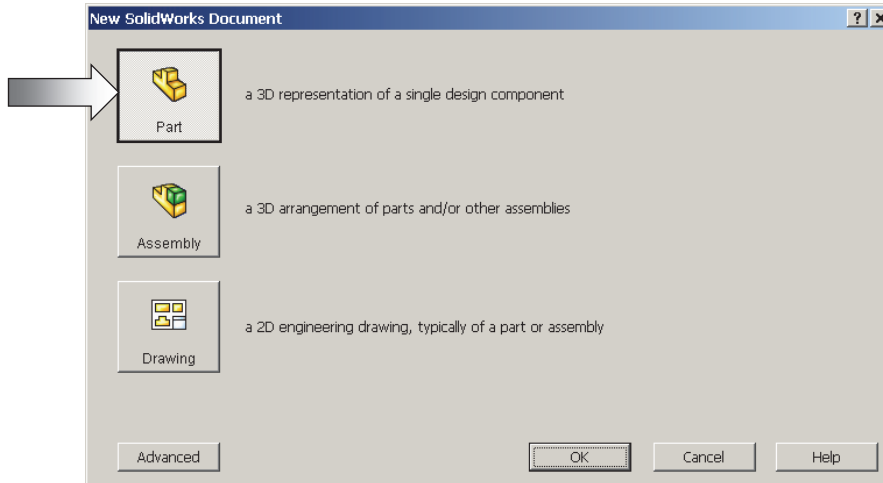 New SolidWorks Document
a 3D representation of a single design component
Part
a 3D arrangement of parts and/or other assemblies
Assembly
a 2D engineering drawing, typically of a part or assembly
Drawing
Advanced OK Cancel Help